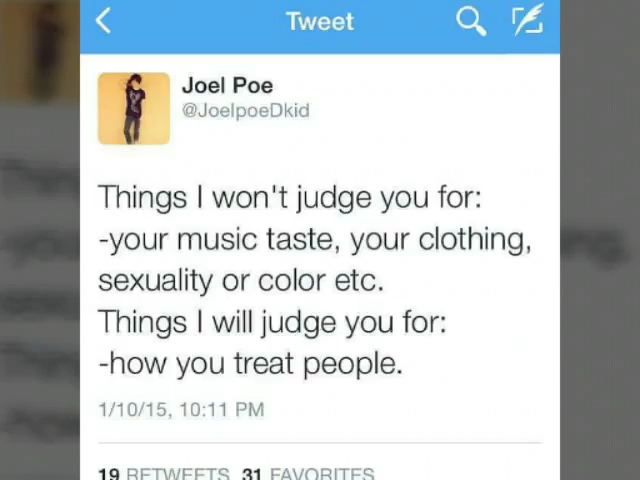 Tweet
Joel Poe
@JoelpoeDkid
Things I won't judge you for:
-your music taste, your clothing,
sexuality or color etc.
Things I will judge you for:
-how you treat people.
1/10/15, 10:11 PM
19 RETWEETS 31 FAVORITES